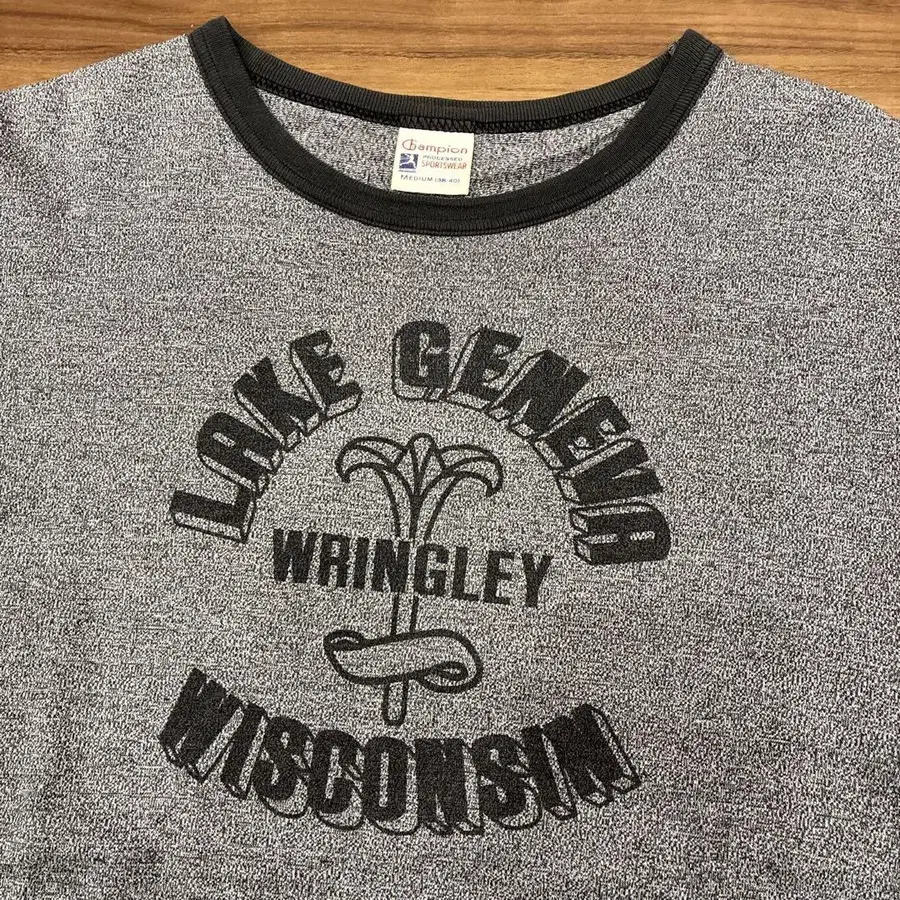 Champion
PROCESSED
SPORTSWEAR
MEDIUM (38-40)
LAKE GENEVA
WRINGLEY
WISCONSIN